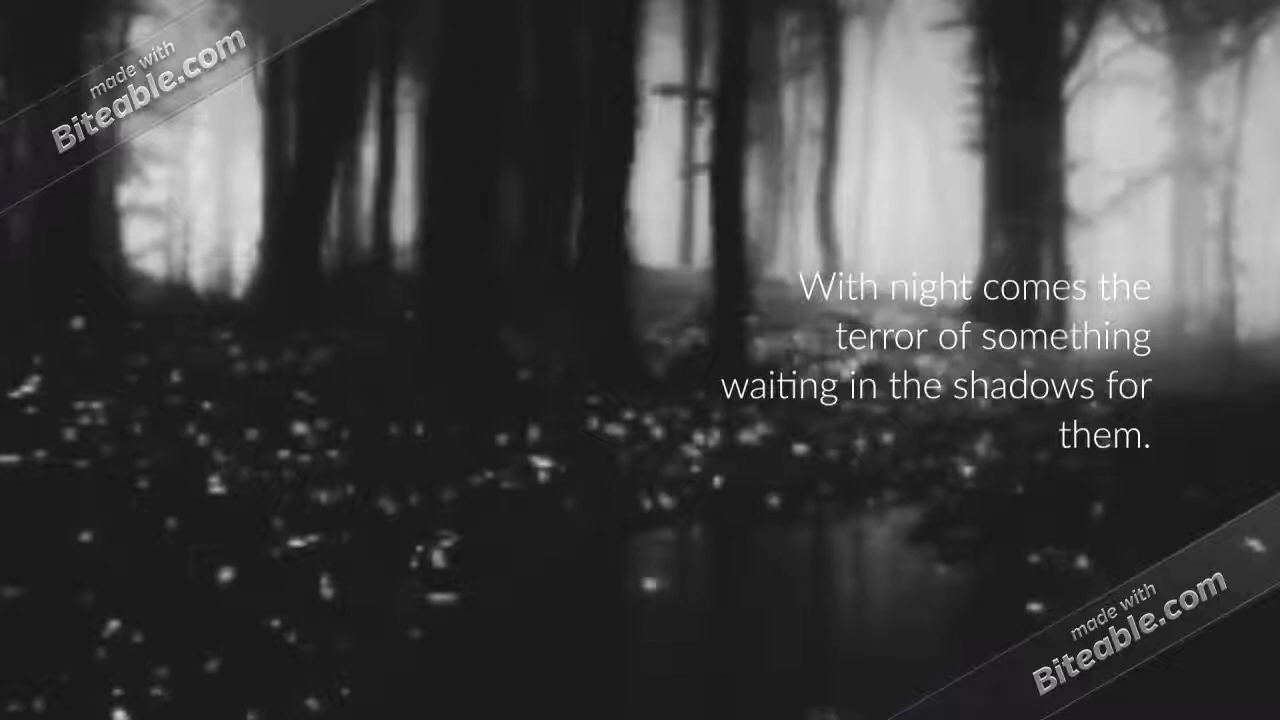 made with
Biteable.com
With night comes the
terror of something
waiting in the shadows for
them.
made with
Biteable.com